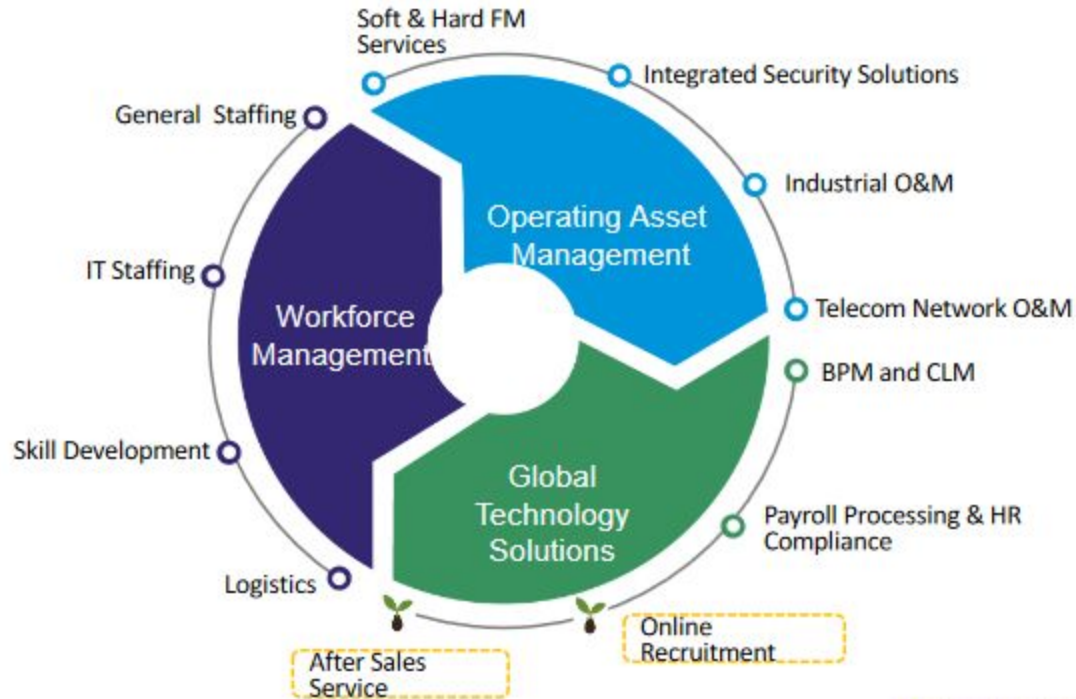 Soft & Hard FM
Services
Integrated Security Solutions
General Staffing
Industrial O&M
Operating Asset
Management
IT Staffing
Telecom Network O&M
Workforce
Management
BPM and CLM
Skill Development
Global
Technology
Solutions
Payroll Processing & HR
Compliance
Logistics
Online
Recruitment
After Sales
Service